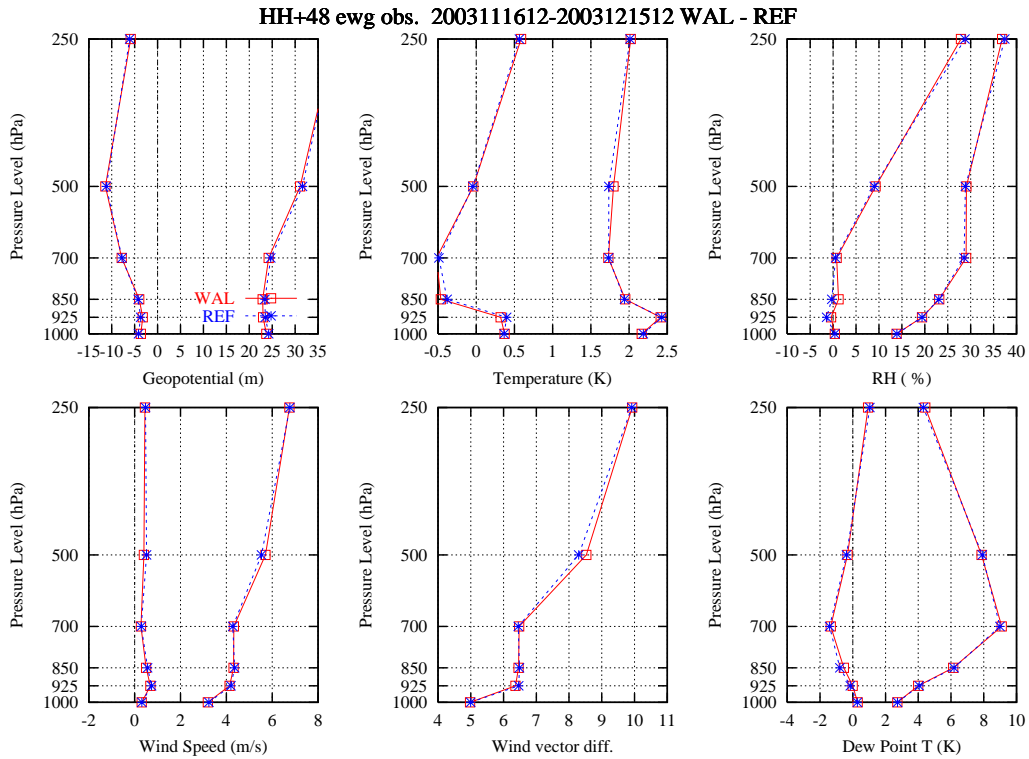 HH+48 ewg obs.  2003111612-2003121512 WAL - REF
250
500
700
850
925
1000
Pressure Level (hPa)
-15 -10 -5 0 5 10 15 20 25 30 35
Geopotential (m)
WAL
REF
250
500
700
850
925
1000
Pressure Level (hPa)
-0.5 0 0.5 1 1.5 2 2.5
Temperature (K)
250
500
700
850
925
1000
Pressure Level (hPa)
-10 -5 0 5 10 15 20 25 30 35 40
RH ( %)
250
500
700
850
925
1000
Pressure Level (hPa)
-2 0 2 4 6 8
Wind Speed (m/s)
250
500
700
850
925
1000
Pressure Level (hPa)
4 5 6 7 8 9 10 11
Wind vector diff.
250
500
700
850
925
1000
Pressure Level (hPa)
-4 -2 0 2 4 6 8 10
Dew Point T (K)